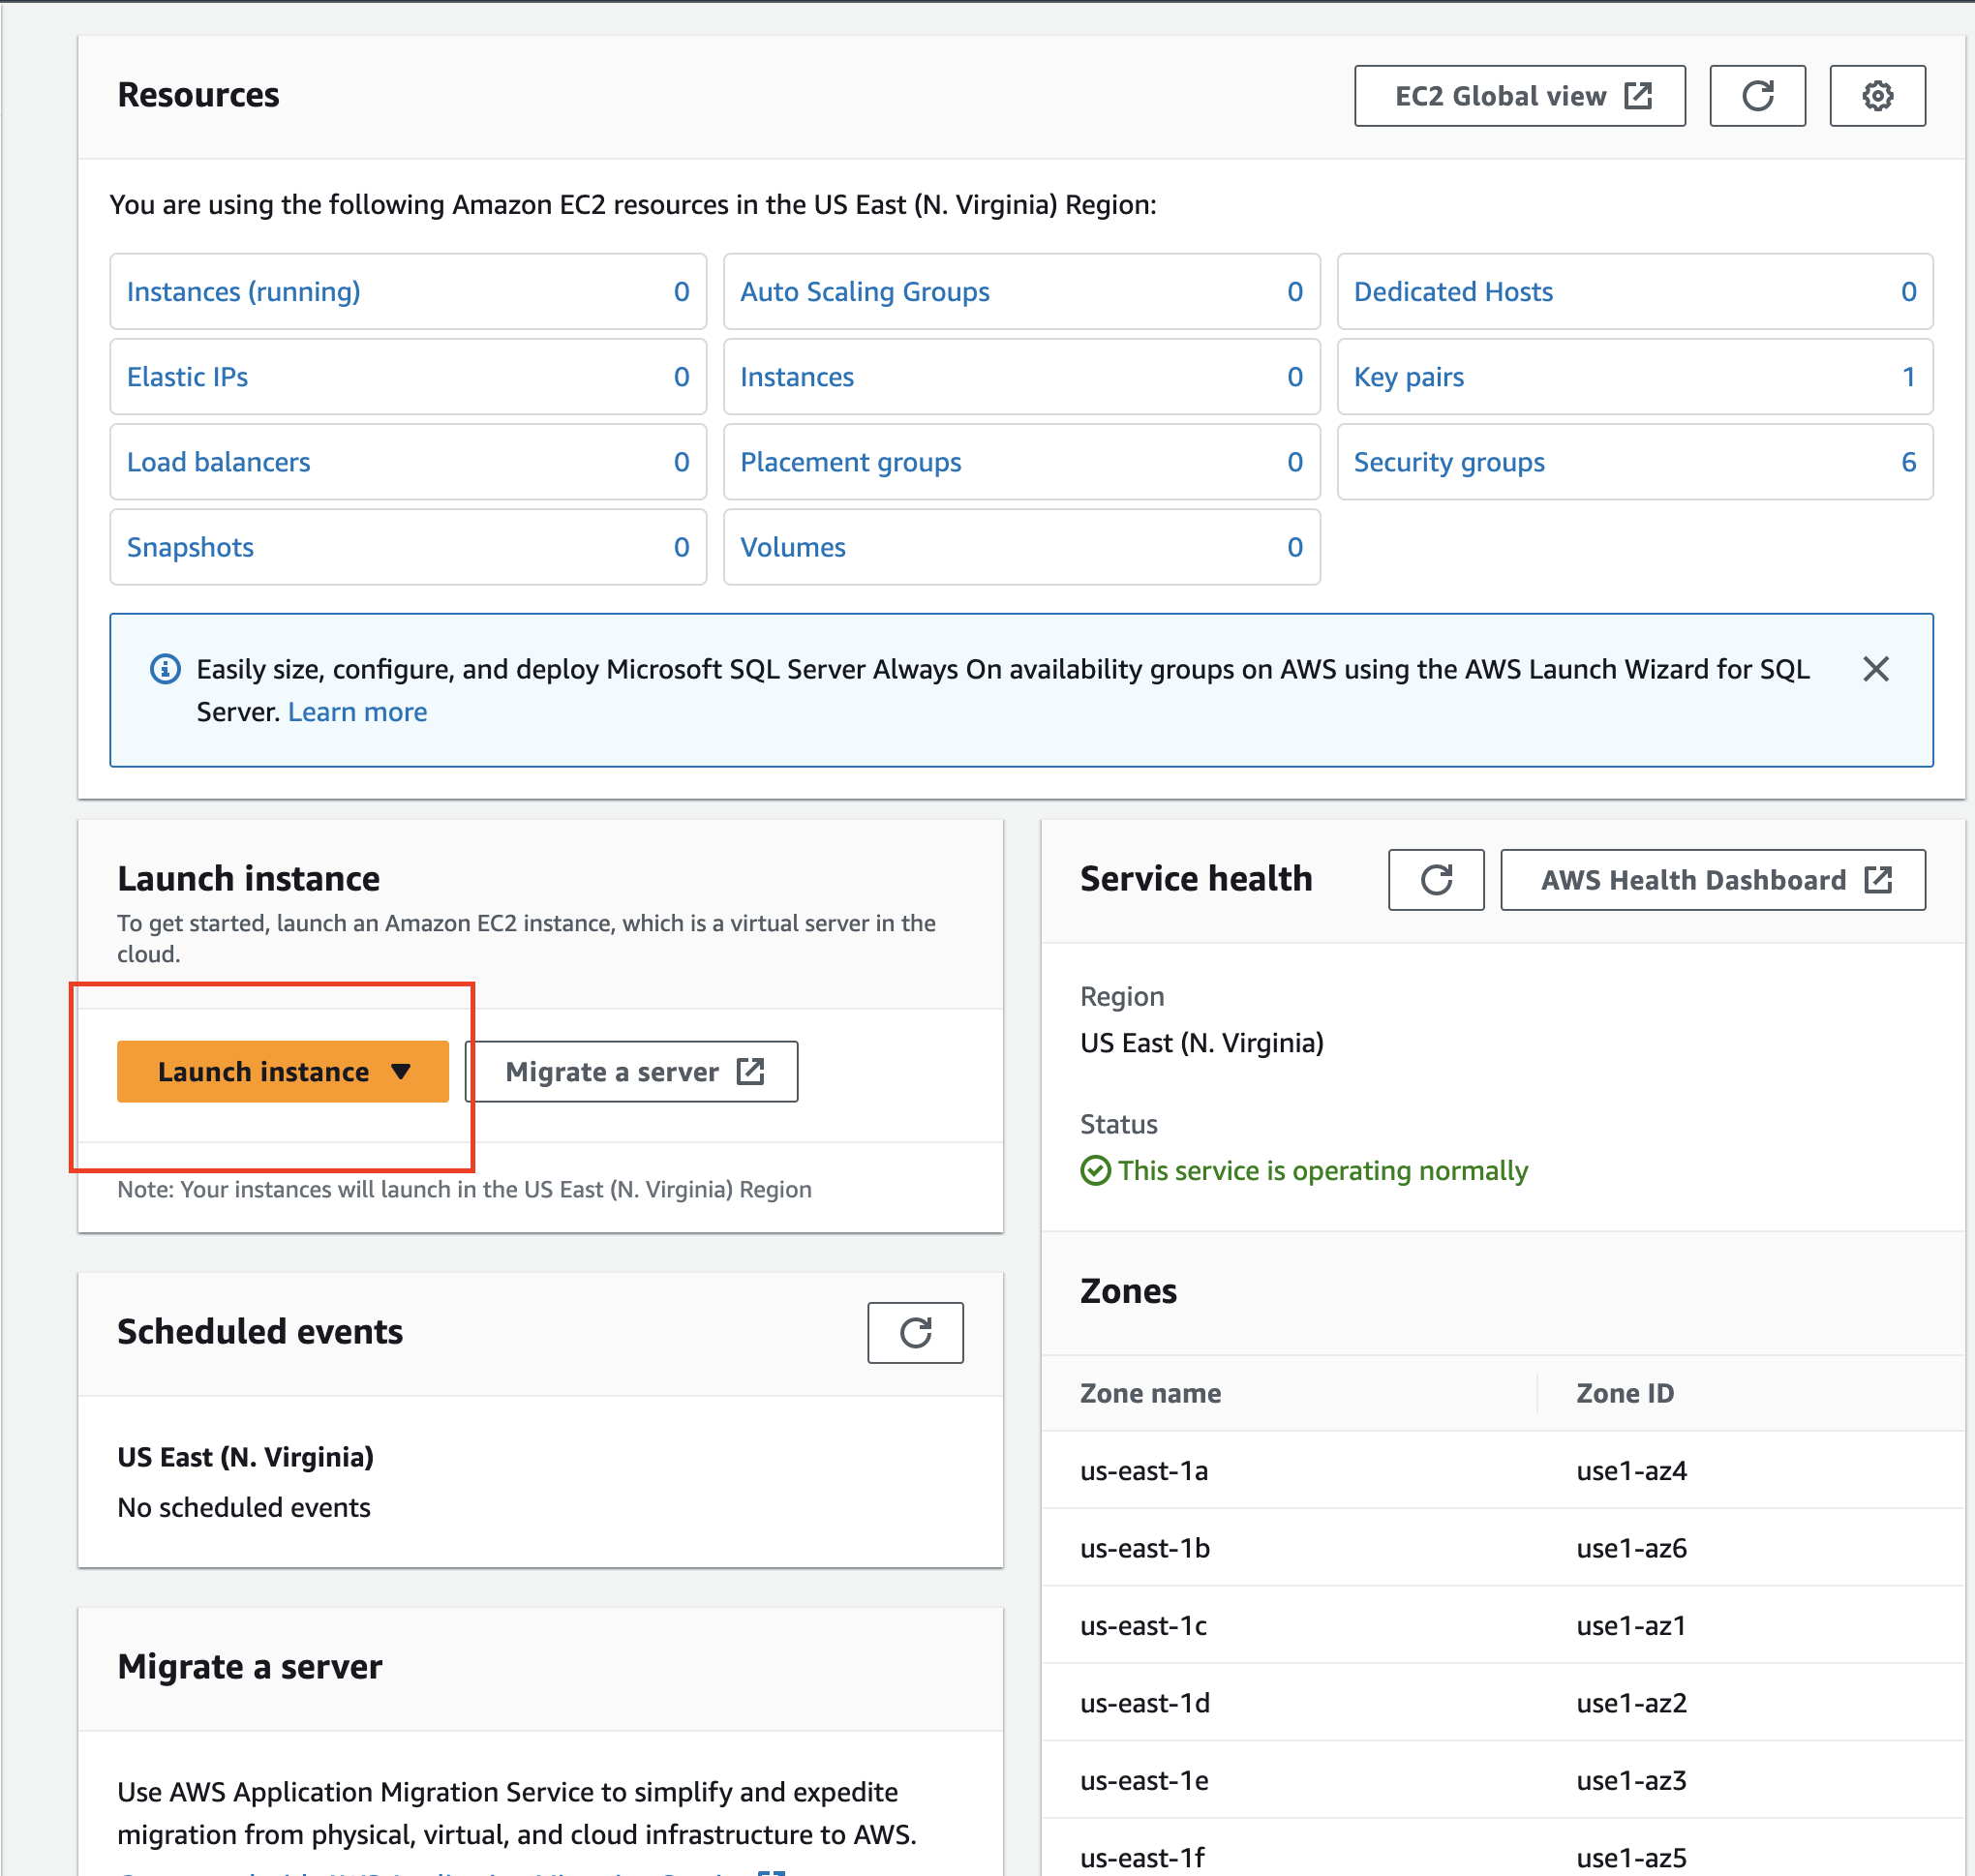 Resources
EC2 Global view
You are using the following Amazon EC2 resources in the US East (N. Virginia) Region:
Instances (running) 0
Auto Scaling Groups 0
Dedicated Hosts 0
Elastic IPs 0
Instances 0
Key pairs 1
Load balancers 0
Placement groups 0
Security groups 6
Snapshots 0
Volumes 0
Easily size, configure, and deploy Microsoft SQL Server Always On availability groups on AWS using the AWS Launch Wizard for SQL
Server. Learn more
Launch instance
To get started, launch an Amazon EC2 instance, which is a virtual server in the
cloud.
Launch instance
Migrate a server
Note: Your instances will launch in the US East (N. Virginia) Region
Scheduled events
US East (N. Virginia)
No scheduled events
Migrate a server
Use AWS Application Migration Service to simplify and expedite
migration from physical, virtual, and cloud infrastructure to AWS.
Service health
AWS Health Dashboard
Region
US East (N. Virginia)
Status
This service is operating normally
Zones
Zone name Zone ID
us-east-1a use1-az4
us-east-1b use1-az6
us-east-1c use1-az1
us-east-1d use1-az2
us-east-1e use1-az3
us-east-1f use1-az5